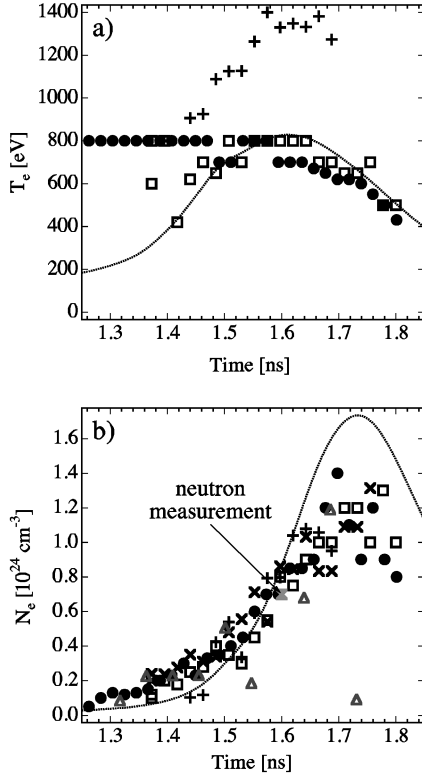 a)
1400
1200
1000
800
600
400
200
0
T_e [eV]
1.3 1.4 1.5 1.6 1.7 1.8
Time [ns]
b)
1.6
1.4
1.2
1.0
0.8
0.6
0.4
0.2
0.0
N_e [10^24 cm^-3]
neutron
measurement
1.3 1.4 1.5 1.6 1.7 1.8
Time [ns]